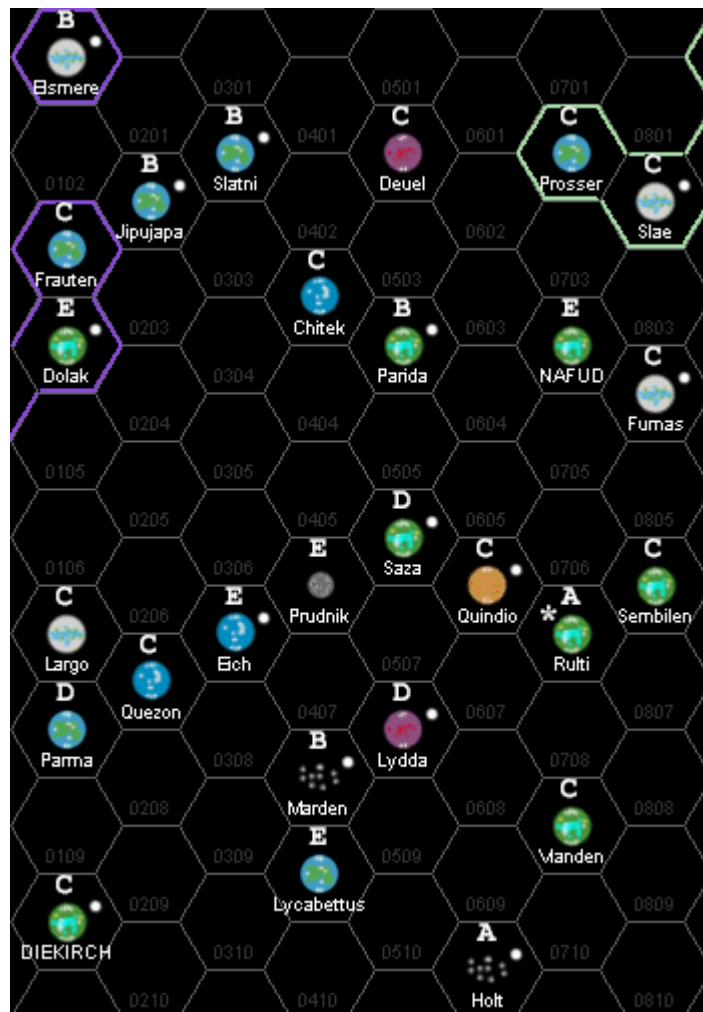 B
Elsmere
0301
0501
0701
B
C
C
0201
0401
0601
0801
Slatni
Deuel
Prosser
B
C
0102
Jipujapa
0402
0602
Slae
C
C
0303
0503
0703
Frauten
Chitek
E
B
E
0203
0603
0803
Dolak
Parida
NAFUD
C
0304
Furnas
0204
0404
0604
0105
0305
0505
0705
D
0205
0405
0605
0805
Saza
E
C
C
0106
0306
0706
C
Prudnik
Quindio
* A
Sembilen
0206
E
Largo
Eich
Rulti
C
0507
Quezon
D
D
0407
0607
0807
Parma
Lydda
B
0308
0708
Marden
C
0208
E
0608
0808
0109
0309
0509
Manden
C
Lycabettus
0209
0609
0809
A
DIEKIRCH
0310
0510
0710
0210
0410
Holt
0810